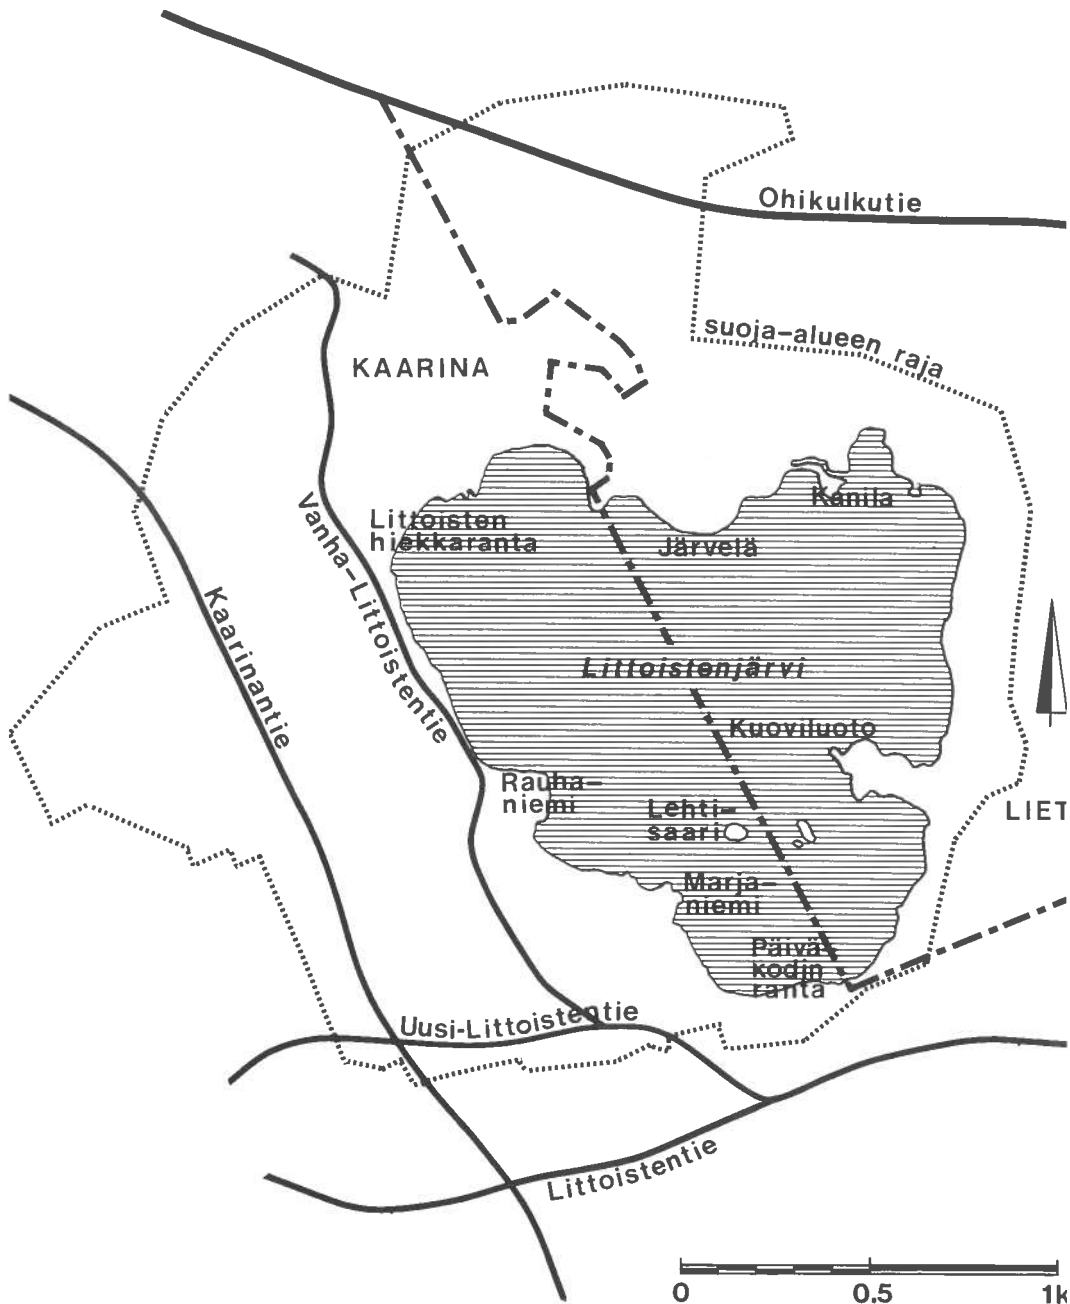 Ohikulkutie
suoja-alueen raja
KAARINA
Kanila
Littoisten
hiekkaranta
Järvelä
Vanha-Littoistentie
Kaarinantie
Littoistenjärvi
Kuoviluoto
Rauha-
niemi
Lehti-
saari
LIET
Marja-
niemi
Päivä-
kodin
ranta
Uusi-Littoistentie
Littoistentie
0 0.5 1k